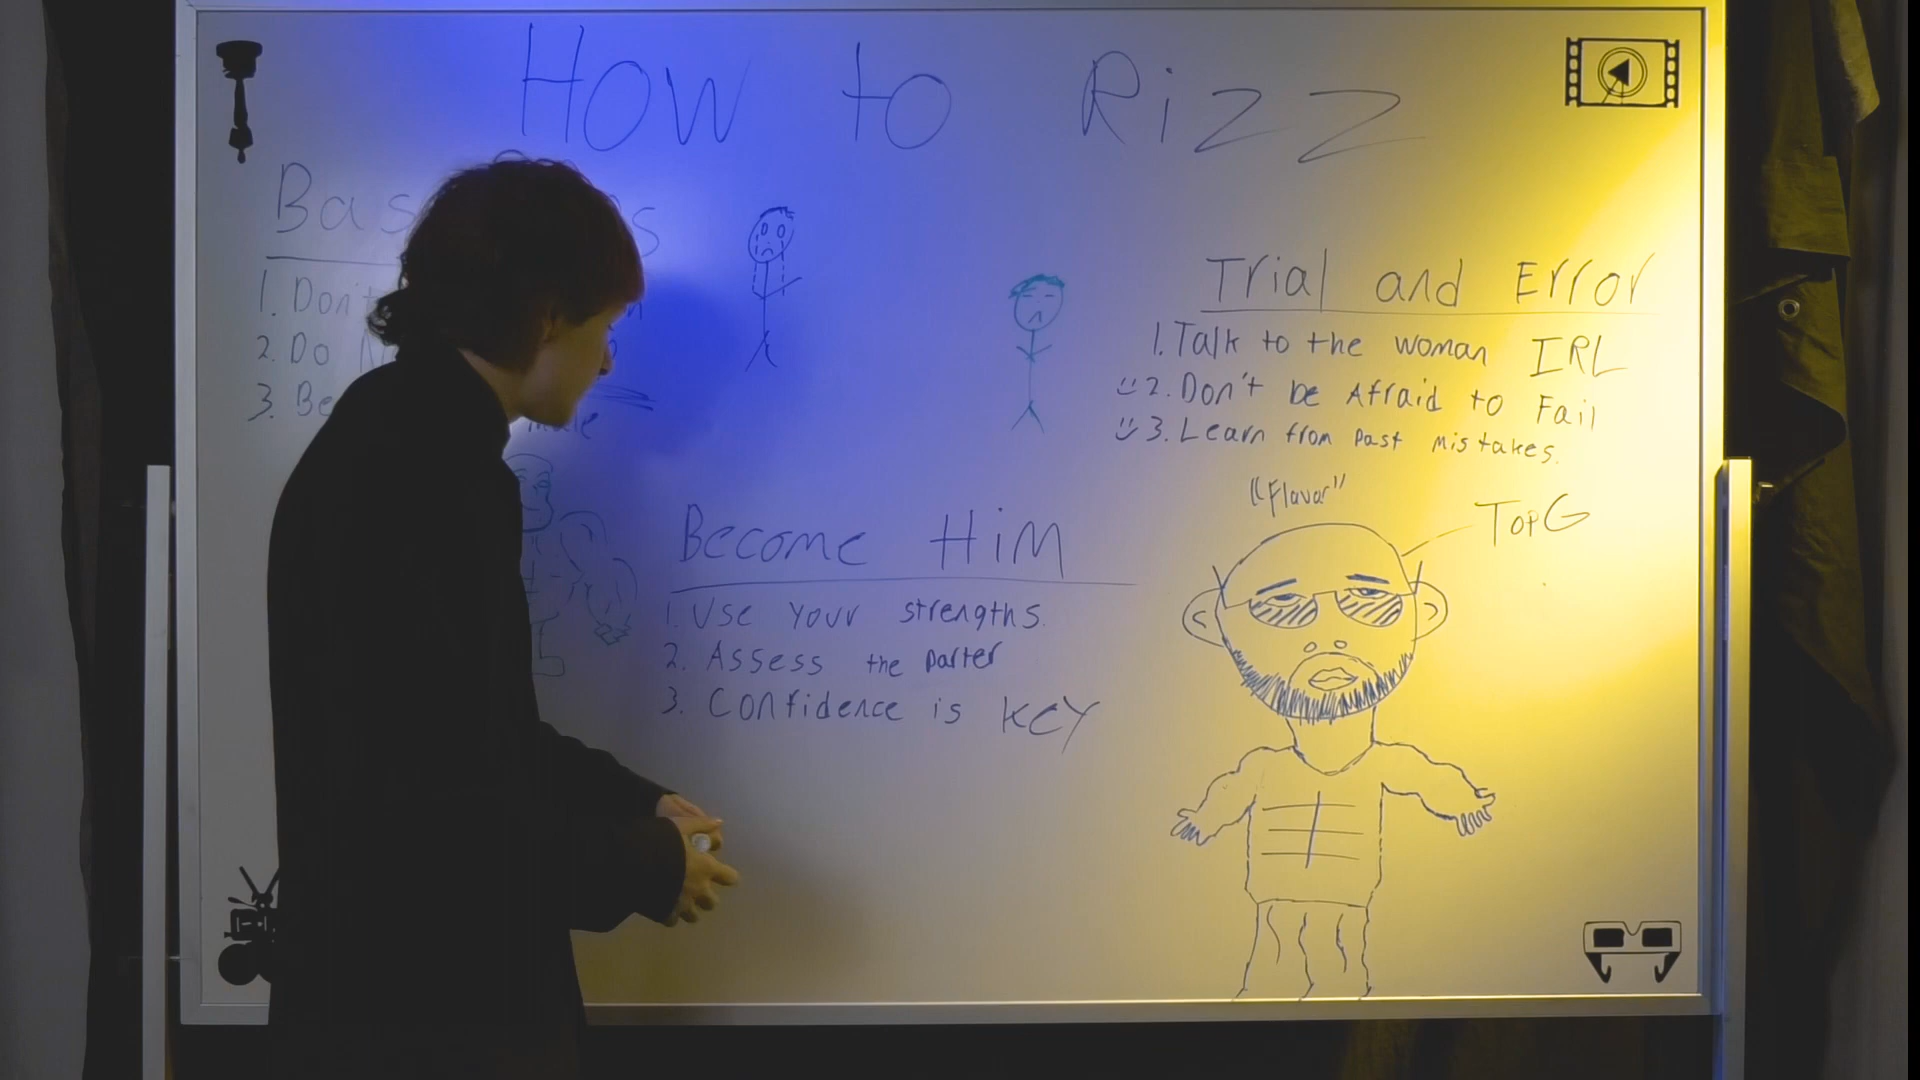 How to Rizz
Bas s
1. Don't
2. Do
3. Be male
Become HiM
1. Use your strengths.
2. Assess the parter
3. Confidence is KEY
Trial and Error
1. Talk to the woman IRL
2. Don't be Afraid to Fail
3. Learn from past mistakes.
"Flavor"
TopG